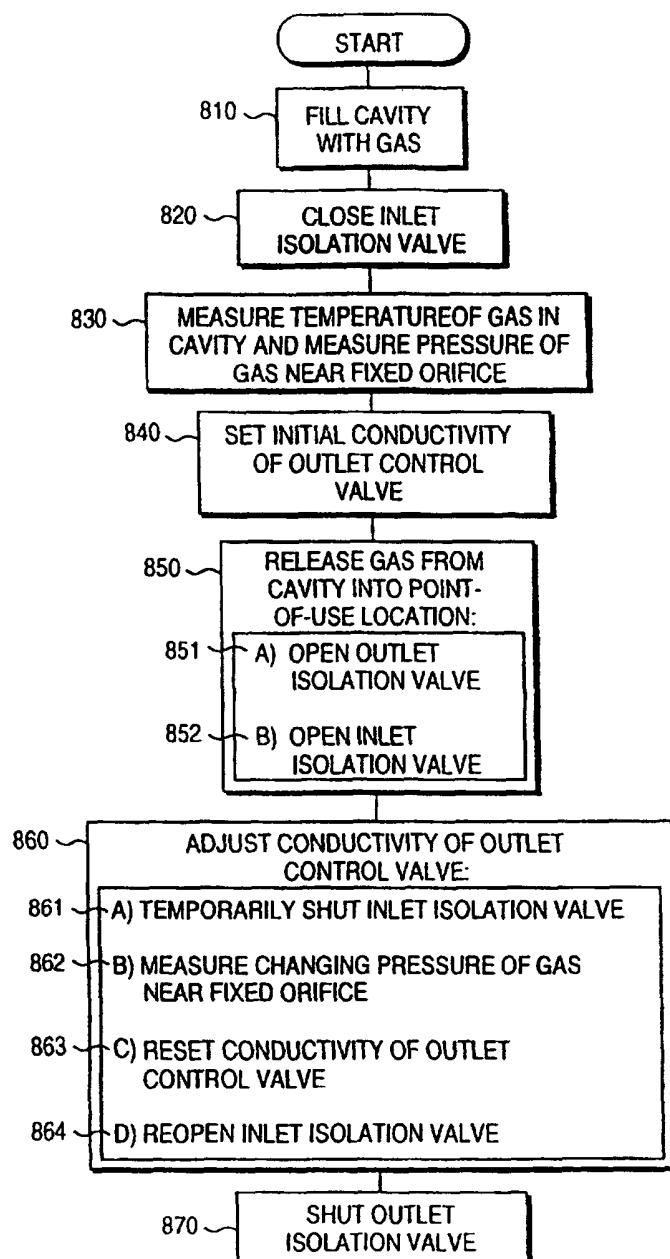 START
810
FILL CAVITY
WITH GAS
820
CLOSE INLET
ISOLATION VALVE
830
MEASURE TEMPERATUREOF GAS IN
CAVITY AND MEASURE PRESSURE OF
GAS NEAR FIXED ORIFICE
840
SET INITIAL CONDUCTIVITY
OF OUTLET CONTROL
VALVE
850
RELEASE GAS FROM
CAVITY INTO POINT-
OF-USE LOCATION:
851
A) OPEN OUTLET
ISOLATION VALVE
852
B) OPEN INLET
ISOLATION VALVE
860
ADJUST CONDUCTIVITY OF OUTLET
CONTROL VALVE:
861
A) TEMPORARILY SHUT INLET ISOLATION VALVE
862
B) MEASURE CHANGING PRESSURE OF GAS
NEAR FIXED ORIFICE
863
C) RESET CONDUCTIVITY OF OUTLET
CONTROL VALVE
864
D) REOPEN INLET ISOLATION VALVE
870
SHUT OUTLET
ISOLATION VALVE